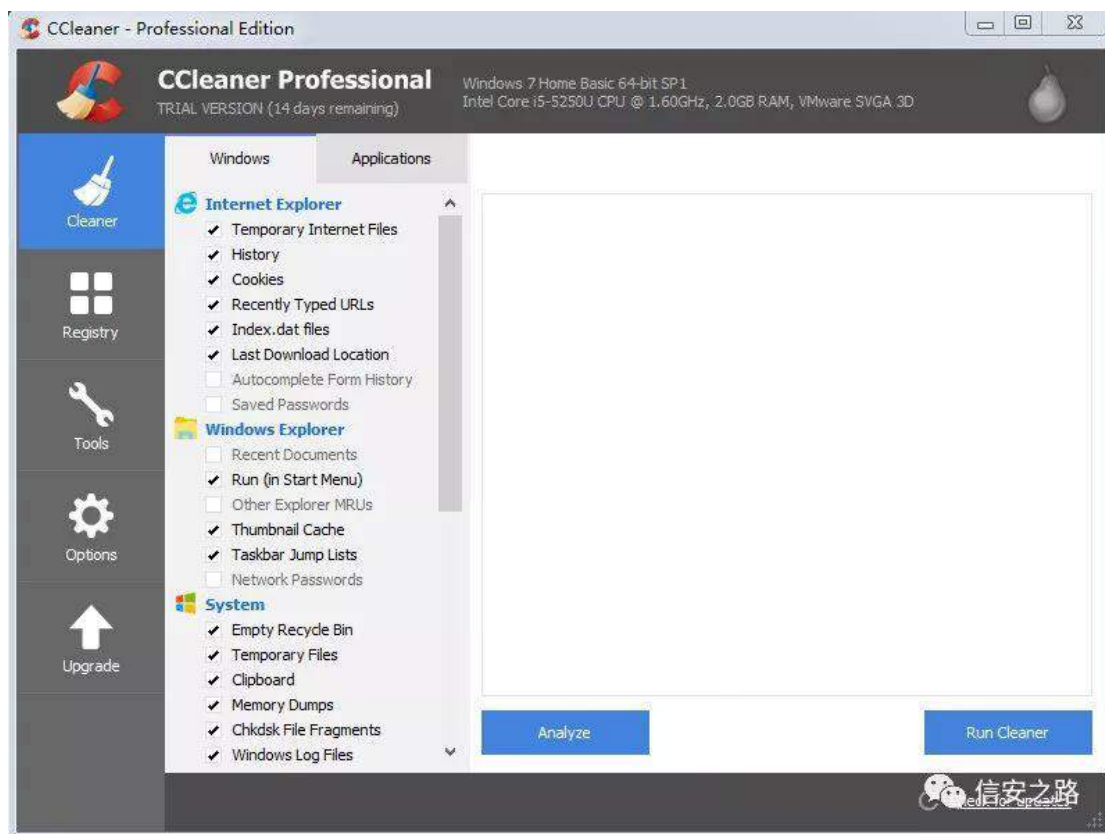 CCleaner - Professional Edition
CCleaner Professional
TRIAL VERSION (14 days remaining)
Windows 7 Home Basic 64-bit SP1
Intel Core i5-5250U CPU @ 1.60GHz, 2.0GB RAM, VMware SVGA 3D
Cleaner
Registry
Tools
Options
Upgrade
Windows
Applications
Internet Explorer
Temporary Internet Files
History
Cookies
Recently Typed URLs
Index.dat files
Last Download Location
Autocomplete Form History
Saved Passwords
Windows Explorer
Recent Documents
Run (in Start Menu)
Other Explorer MRUs
Thumbnail Cache
Taskbar Jump Lists
Network Passwords
System
Empty Recycle Bin
Temporary Files
Clipboard
Memory Dumps
Chkdsk File Fragments
Windows Log Files
Analyze
Run Cleaner
信安之路